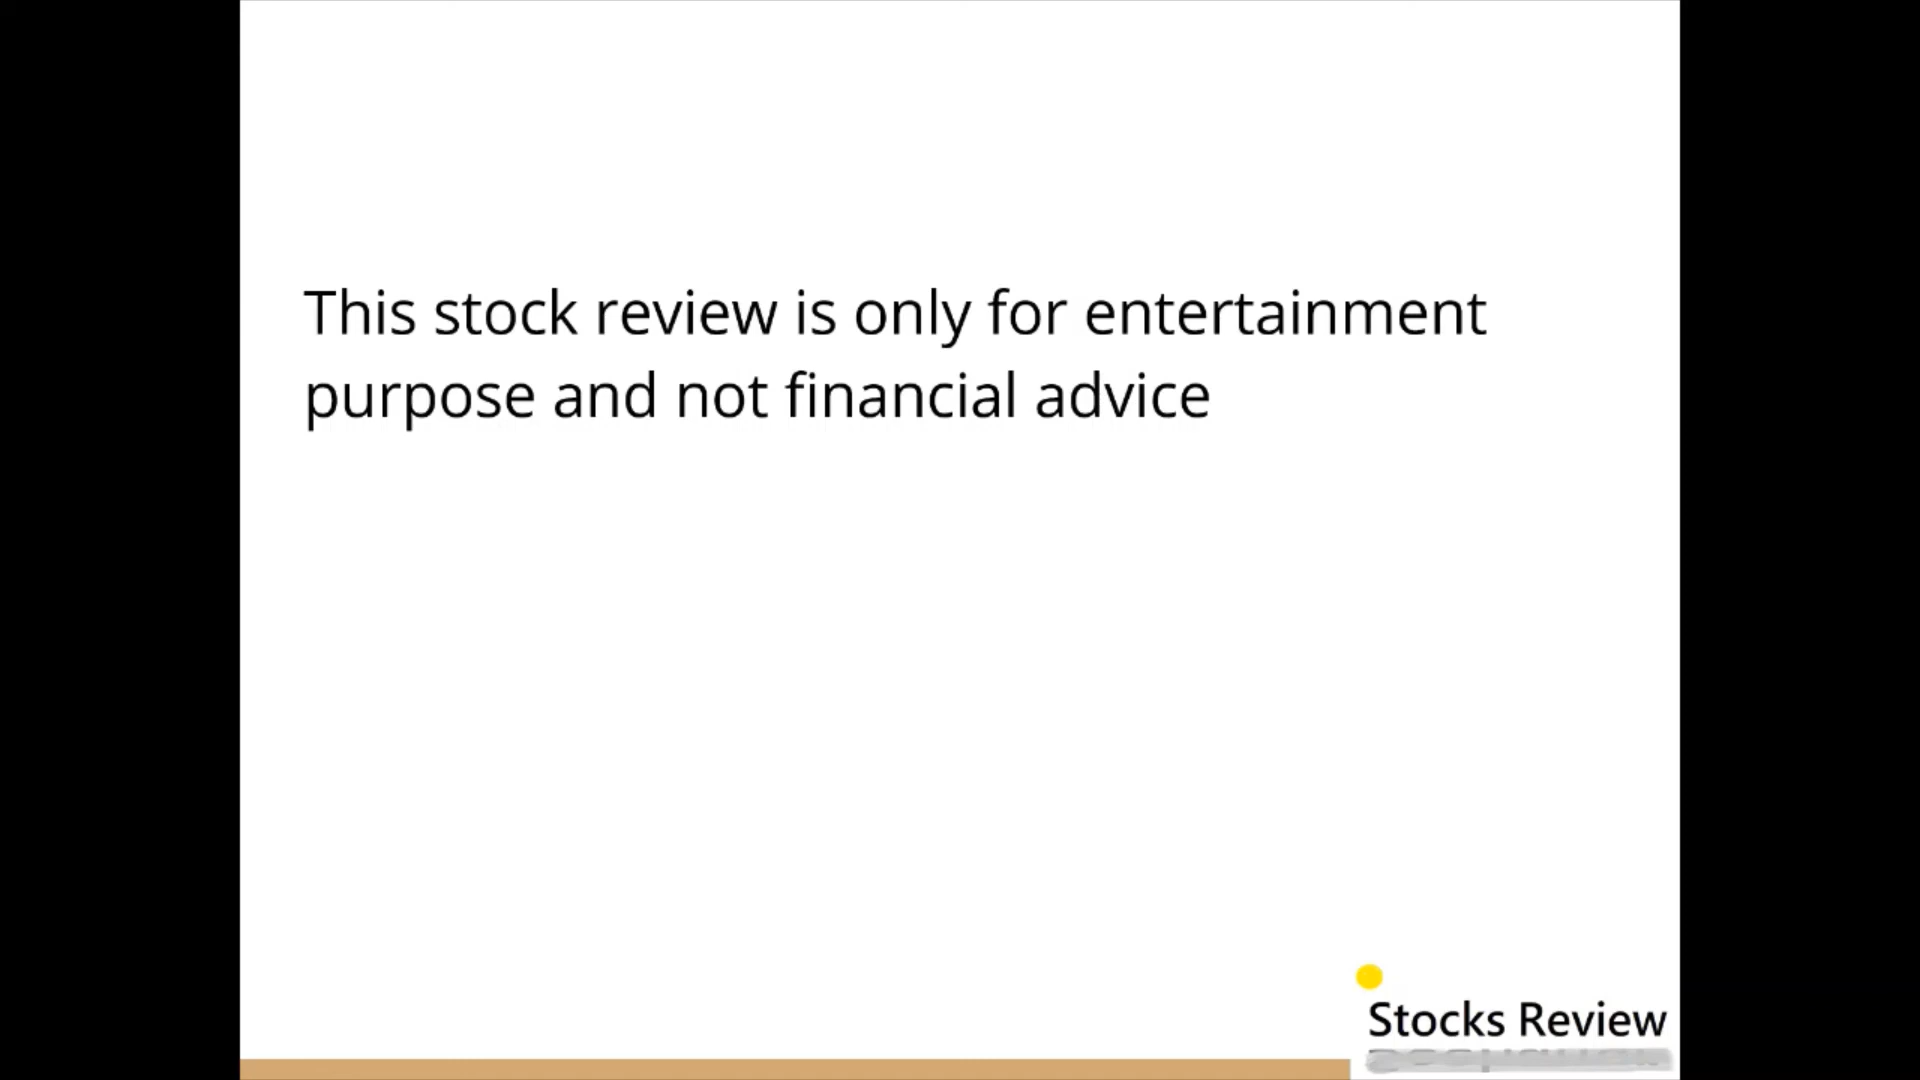 This stock review is only for entertainment
purpose and not financial advice
Stocks Review